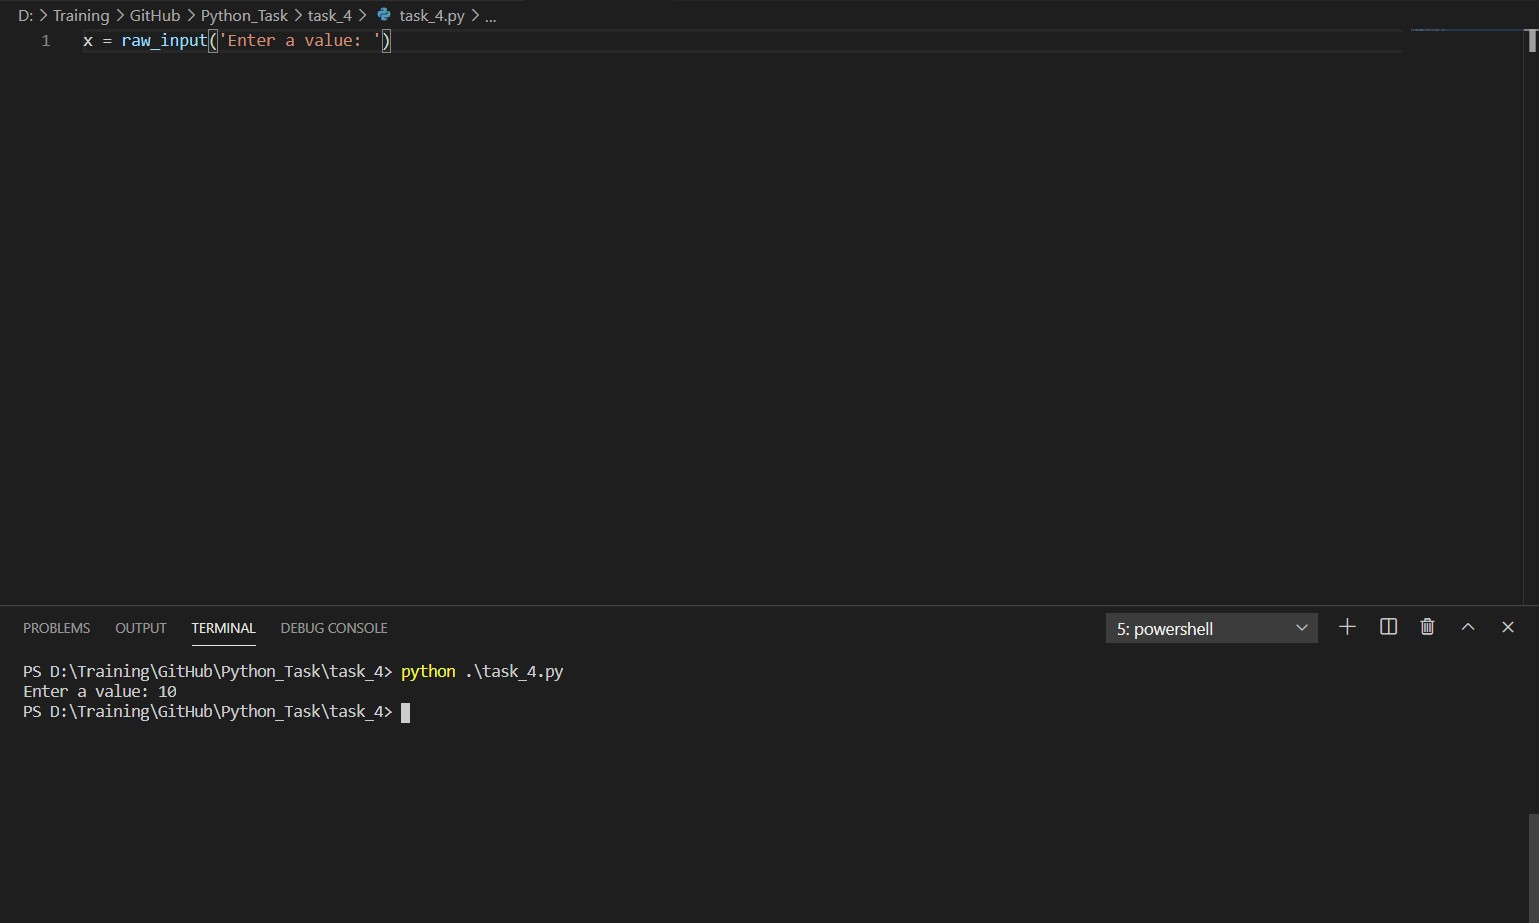 D: > Training > GitHub > Python_Task > task_4 > task_4.py > ...
1 x = raw_input('Enter a value: ')
PROBLEMS OUTPUT TERMINAL DEBUG CONSOLE 5: powershell
PS D:\Training\GitHub\Python_Task\task_4> python .\task_4.py
Enter a value: 10
PS D:\Training\GitHub\Python_Task\task_4>